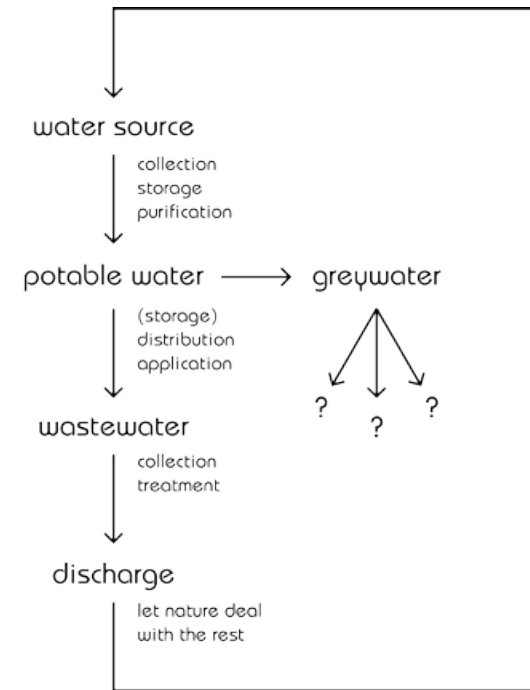 water source
collection
storage
purification
potable water
greywater
(storage)
distribution
application
?
?
?
wastewater
collection
treatment
discharge
let nature deal
with the rest